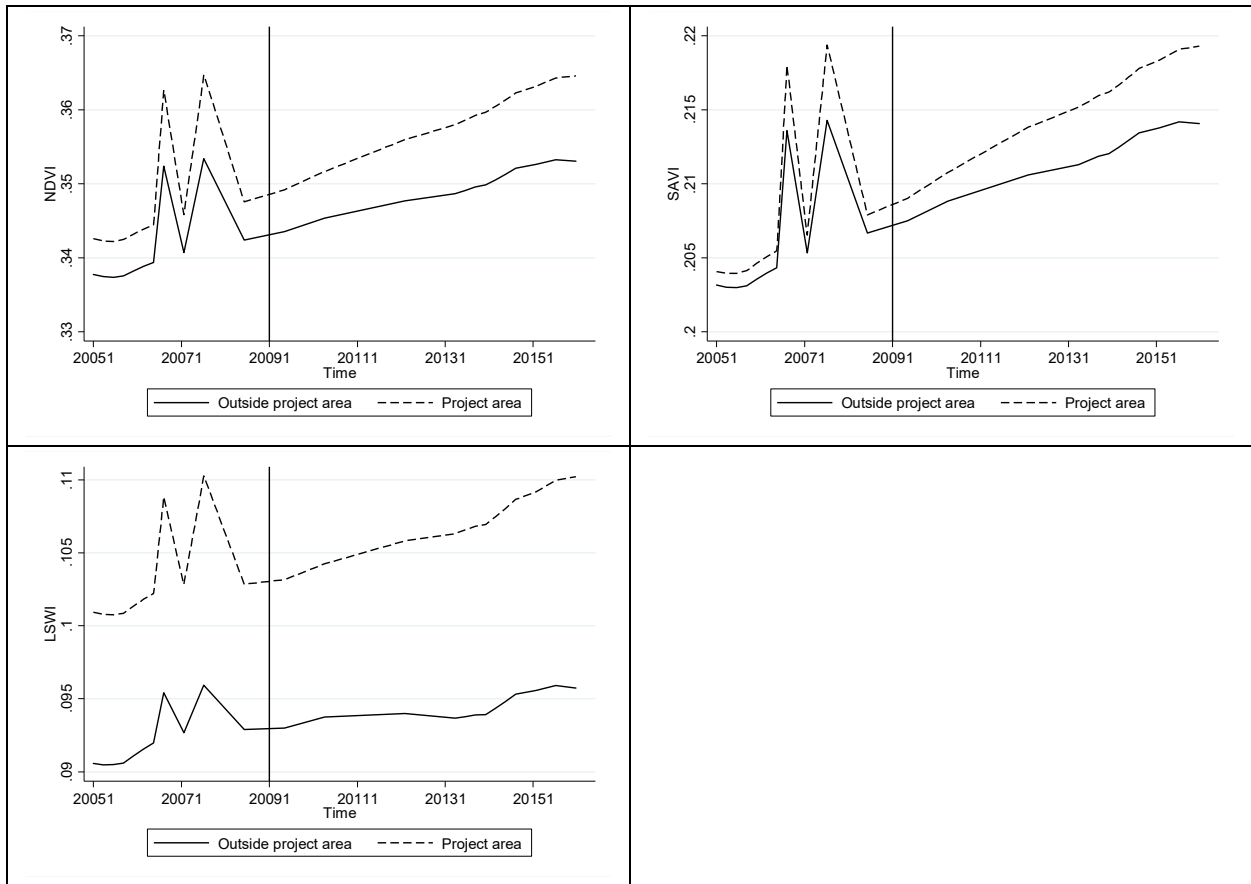 NDVI
.37
.36
.35
.34
.33
20051 20071 20091 20111 20131 20151
Time
Outside project area Project area
SAVI
.22
.215
.21
.205
.2
20051 20071 20091 20111 20131 20151
Time
Outside project area Project area
LSWI
.11
.105
.1
.095
.09
20051 20071 20091 20111 20131 20151
Time
Outside project area Project area